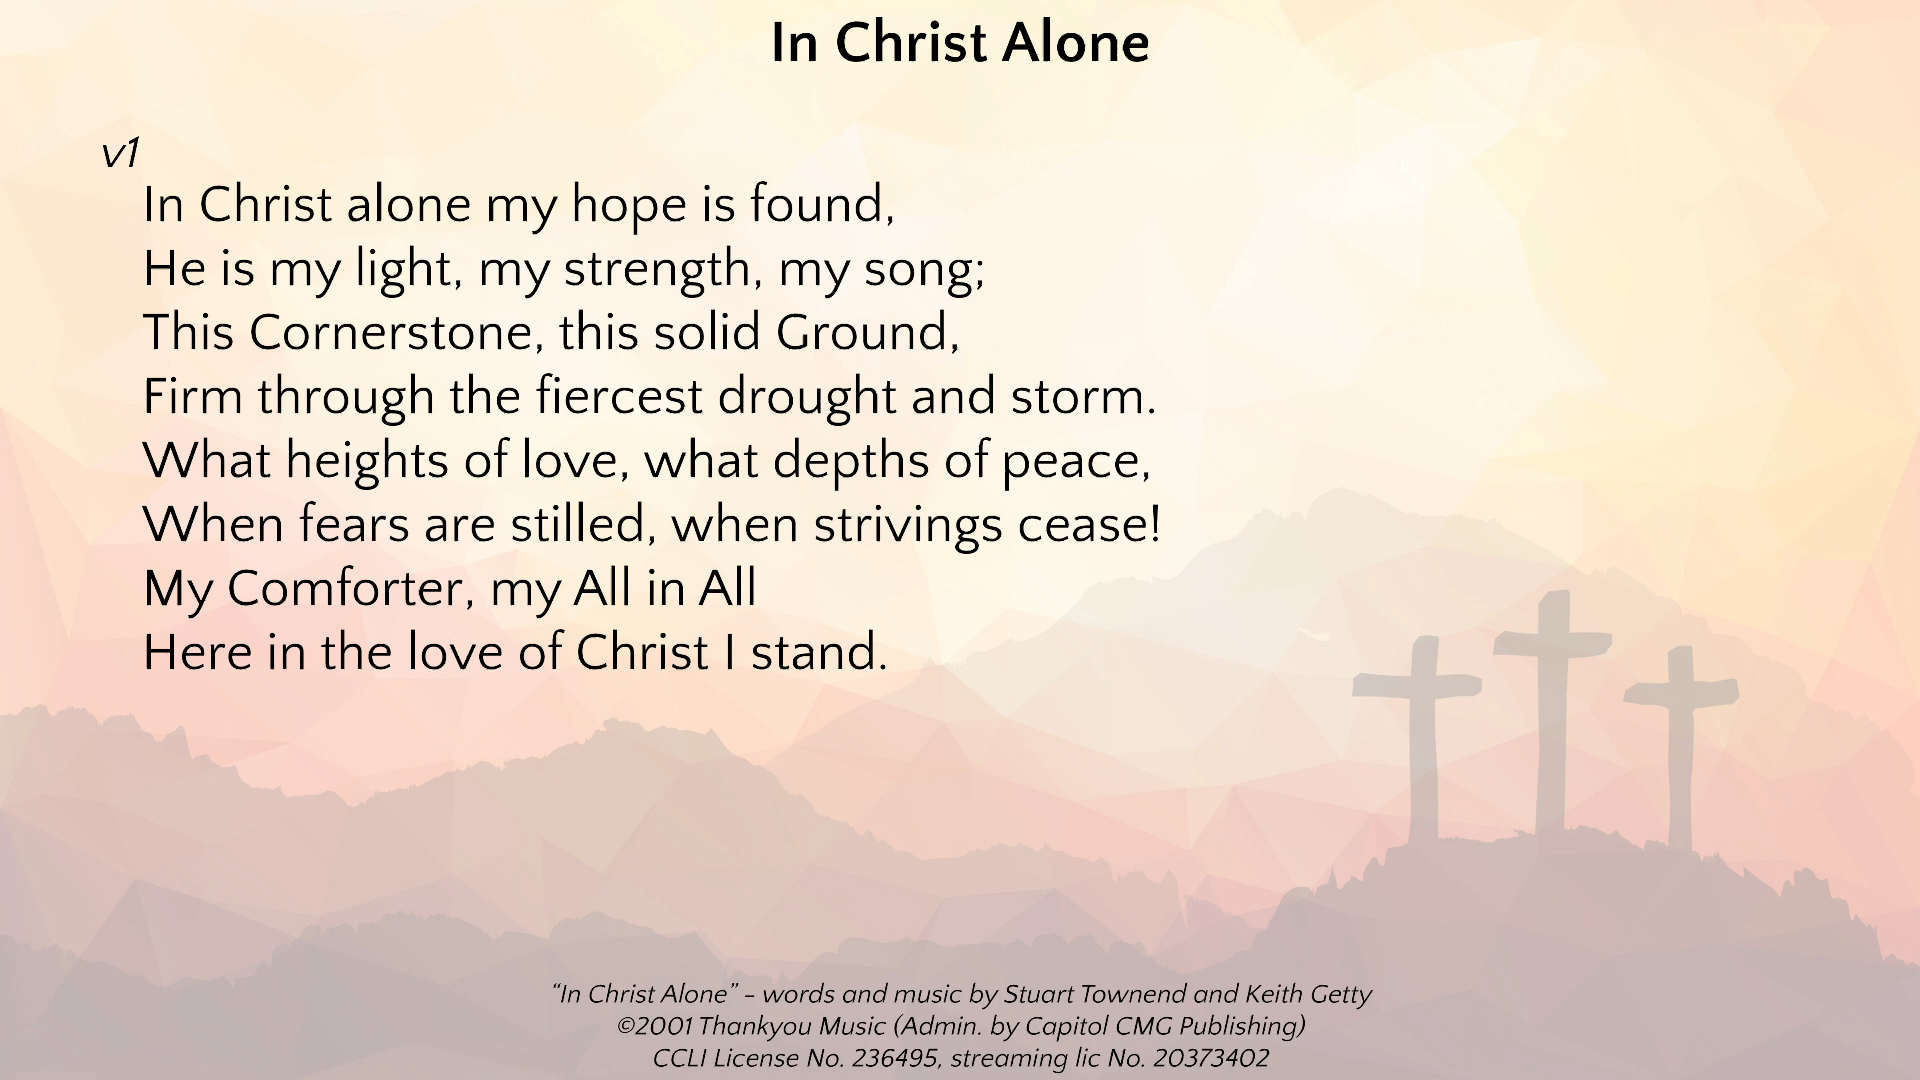 In Christ Alone
v1
In Christ alone my hope is found,
He is my light, my strength, my song;
This Cornerstone, this solid Ground,
Firm through the fiercest drought and storm.
What heights of love, what depths of peace,
When fears are stilled, when strivings cease!
My Comforter, my All in All
Here in the love of Christ I stand.
“In Christ Alone” – words and music by Stuart Townend and Keith Getty
©2001 Thankyou Music (Admin. by Capitol CMG Publishing)
CCLI License No. 236495, streaming lic No. 20373402